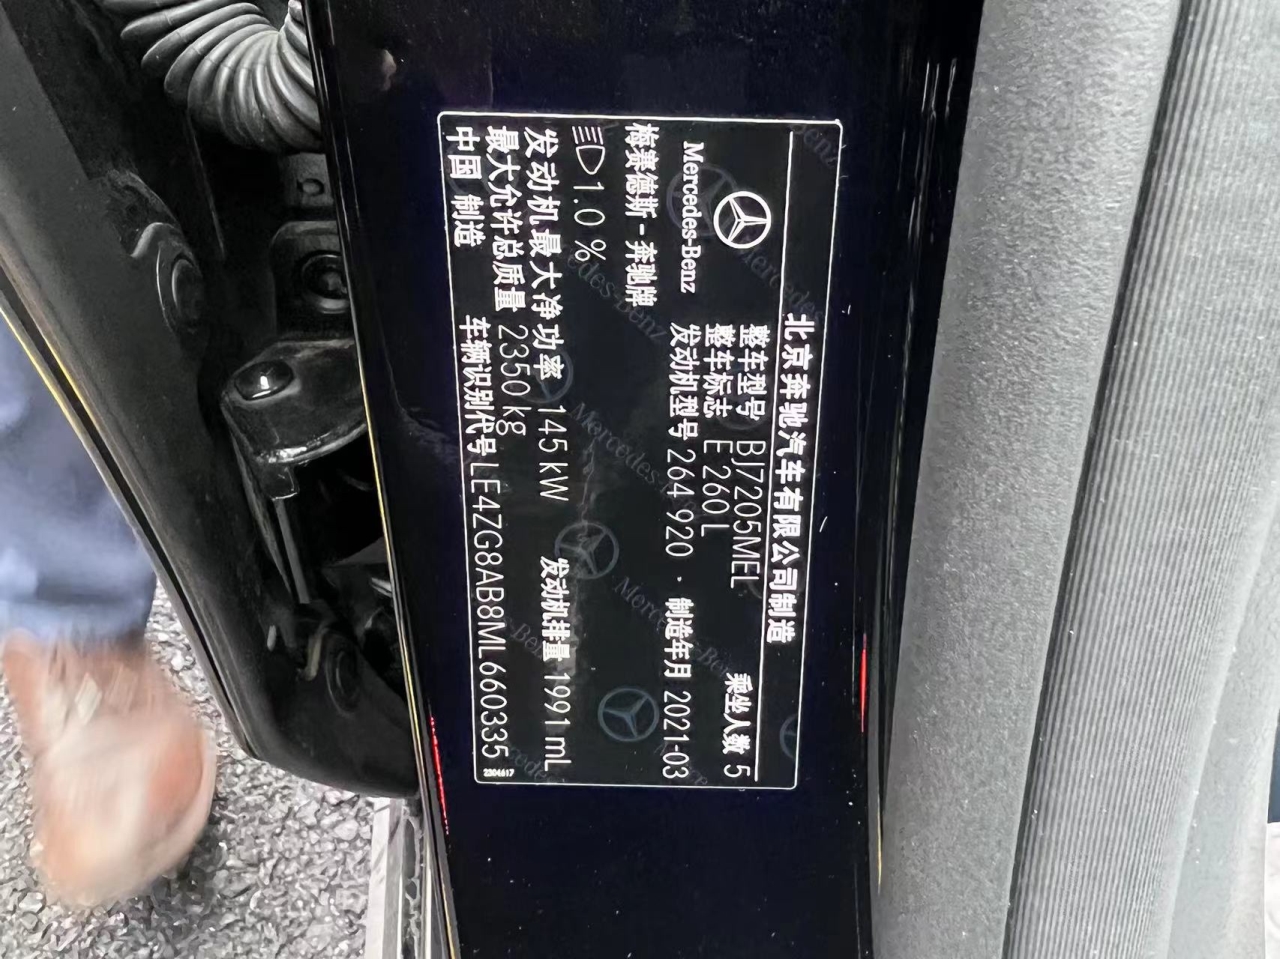 北京奔驰汽车有限公司制造
Mercedes-Benz
整车型号 BJ7205MEL 乘坐人数 5
整车标志 E 260 L
梅赛德斯-奔驰牌 发动机型号 264 920 · 制造年月 2021-03
1.0 %
发动机最大净功率 145 kW 发动机排量 1991 mL
最大允许总质量 2350 kg
中国 制造 车辆识别代号 LE4ZG8AB8ML660335
2304617